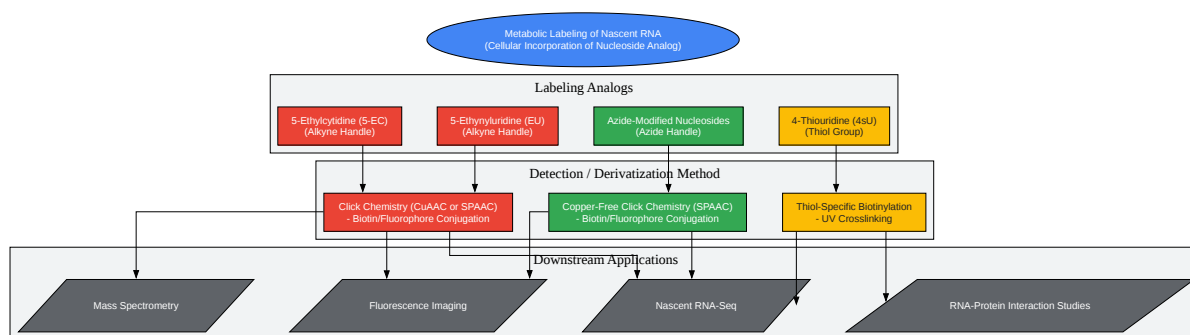 Metabolic Labeling of Nascent RNA
(Cellular Incorporation of Nucleoside Analog)
Labeling Analogs
5-Ethylcytidine (5-EC)
(Alkyne Handle)
5-Ethynyluridine (EU)
(Alkyne Handle)
Azide-Modified Nucleosides
(Azide Handle)
4-Thiouridine (4sU)
(Thiol Group)
Detection / Derivatization Method
Click Chemistry (CuAAC or SPAAC)
- Biotin/Fluorophore Conjugation
Copper-Free Click Chemistry (SPAAC)
- Biotin/Fluorophore Conjugation
Thiol-Specific Biotinylation
- UV Crosslinking
Downstream Applications
Mass Spectrometry
Fluorescence Imaging
Nascent RNA-Seq
RNA-Protein Interaction Studies